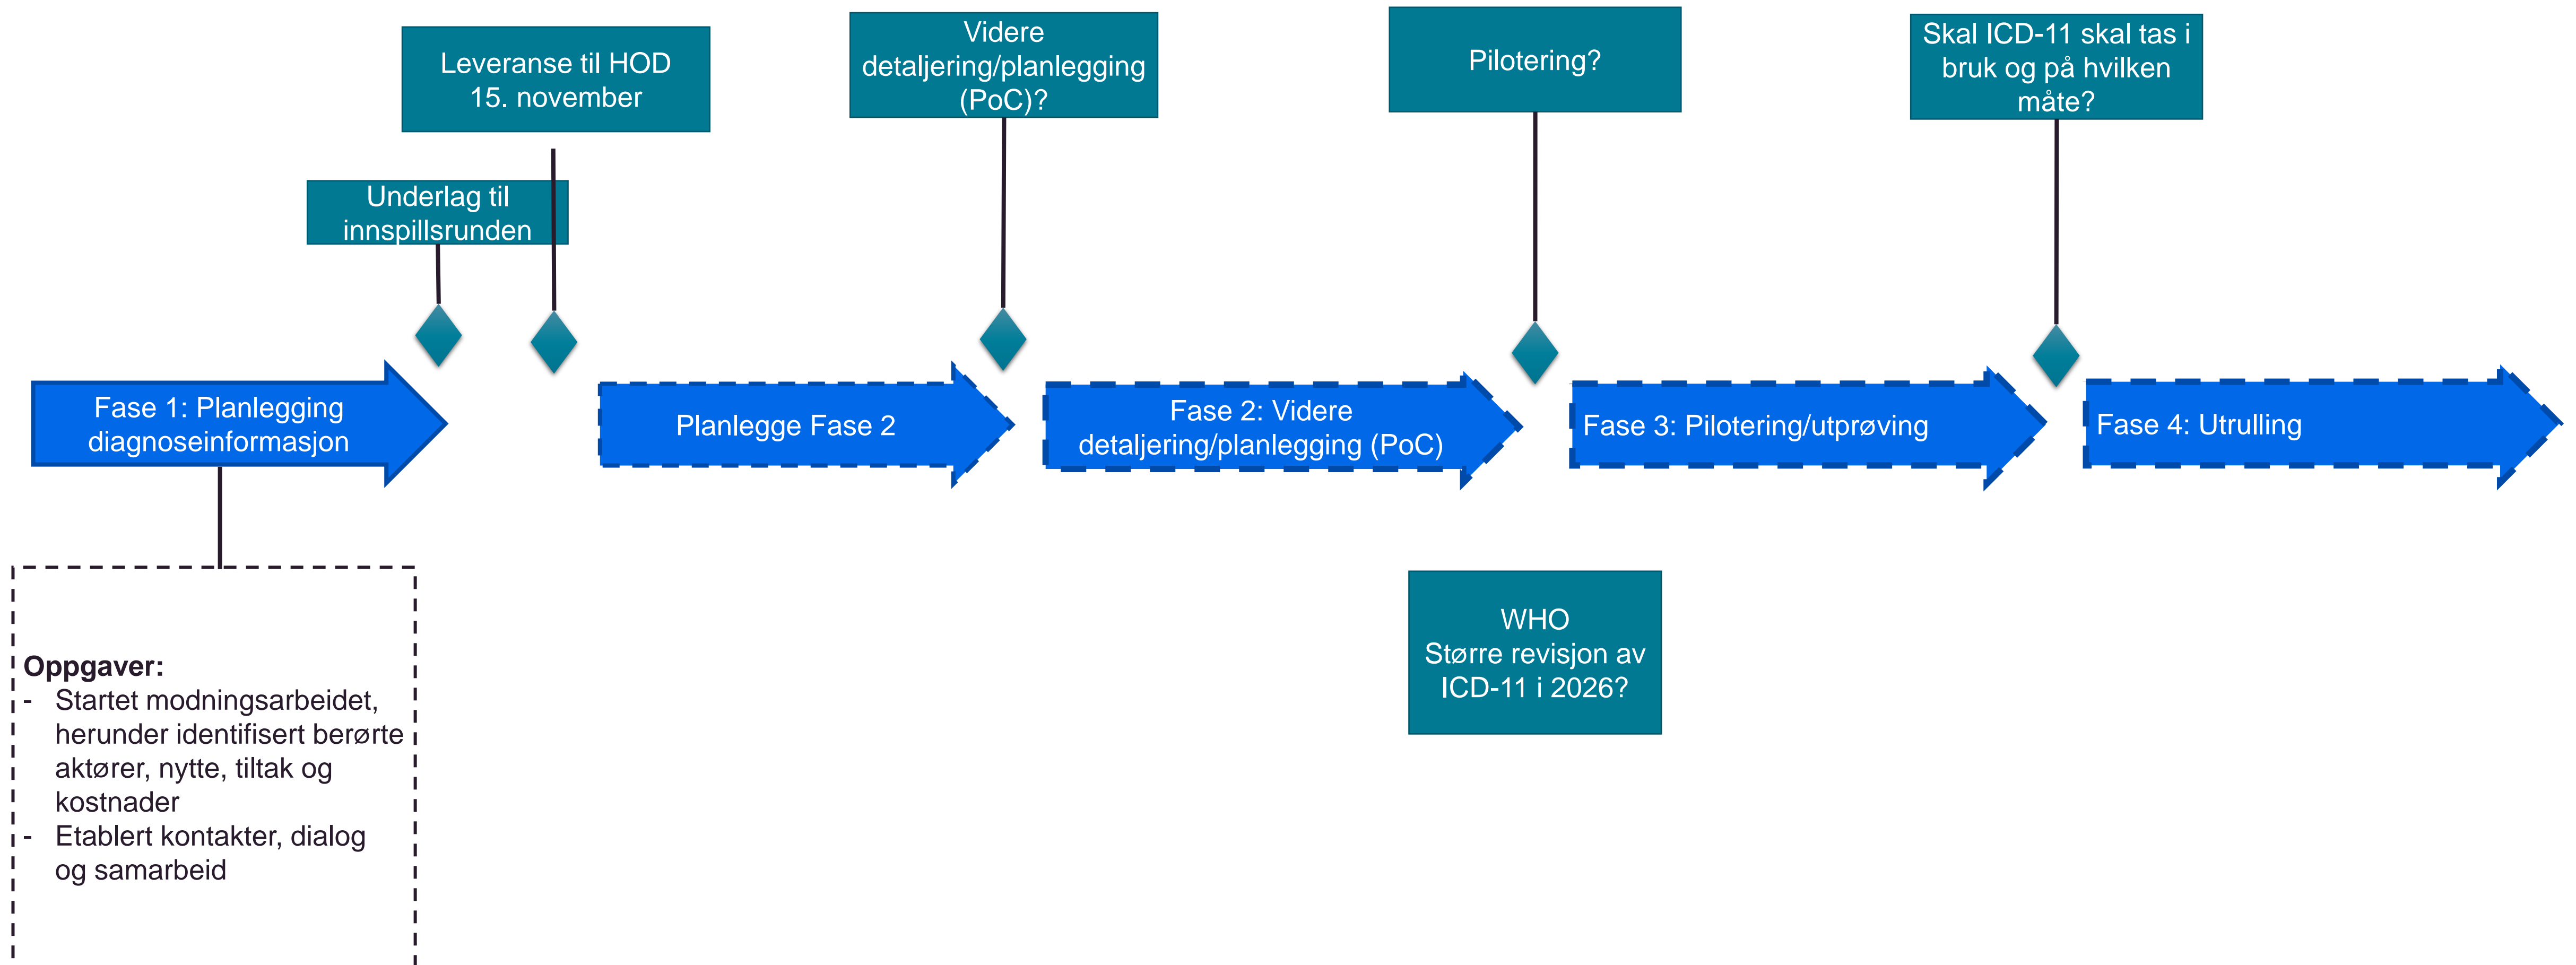 Leveranse til HOD
15. november
Underlag til
innspillsrunden
Videre
detaljering/planlegging
(PoC)?
Pilotering?
Skal ICD-11 skal tas i
bruk og på hvilken
måte?
Fase 1: Planlegging
diagnoseinformasjon
Planlegge Fase 2
Fase 2: Videre
detaljering/planlegging (PoC)
Fase 3: Pilotering/utprøving
Fase 4: Utrulling
Oppgaver:
- Startet modningsarbeidet,
herunder identifisert berørte
aktører, nytte, tiltak og
kostnader
- Etablert kontakter, dialog
og samarbeid
WHO
Større revisjon av
ICD-11 i 2026?